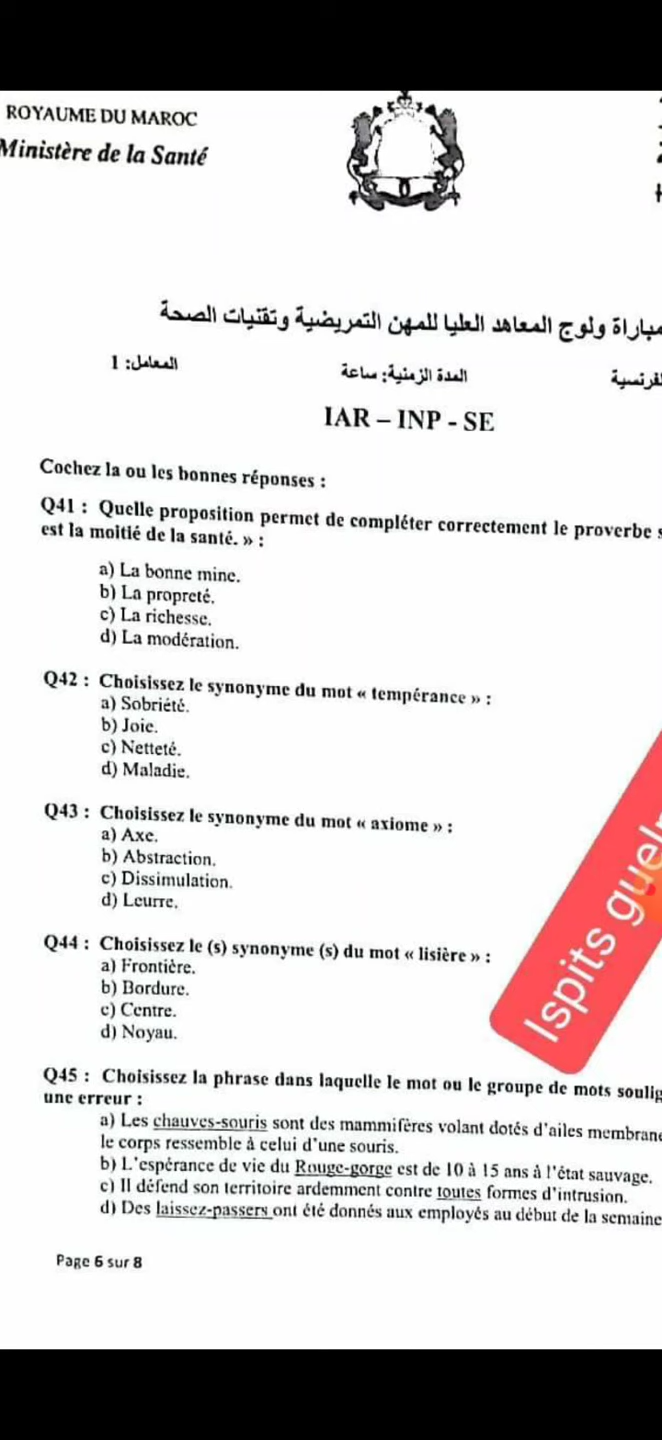 ROYAUME DU MAROC
Ministère de la Santé
مباراة ولوج المعاهد العليا للمهن التمريضية وتقنيات الصحة
المعامل: 1
المدة الزمنية: ساعة
IAR – INP - SE
Cochez la ou les bonnes réponses :
Q41 : Quelle proposition permet de compléter correctement le proverbe
est la moitié de la santé. » :
a) La bonne mine.
b) La propreté.
c) La richesse.
d) La modération.
Q42 : Choisissez le synonyme du mot « tempérance » :
a) Sobriété.
b) Joie.
c) Netteté.
d) Maladie.
Q43 : Choisissez le synonyme du mot « axiome » :
a) Axe.
b) Abstraction.
c) Dissimulation.
d) Leurre.
Q44 : Choisissez le (s) synonyme (s) du mot « lisière » :
a) Frontière.
b) Bordure.
c) Centre.
d) Noyau.
Q45 : Choisissez la phrase dans laquelle le mot ou le groupe de mots
une erreur :
a) Les chauves-souris sont des mammifères volant dotés d'ailes
le corps ressemble à celui d'une souris.
b) L'espérance de vie du Rouge-gorge est de 10 à 15 ans à l'état sauvage.
c) Il défend son territoire ardemment contre toutes formes d'intrusion.
d) Des laissez-passers ont été donnés aux employés au début de la semaine
Ispits
Page 6 sur 8